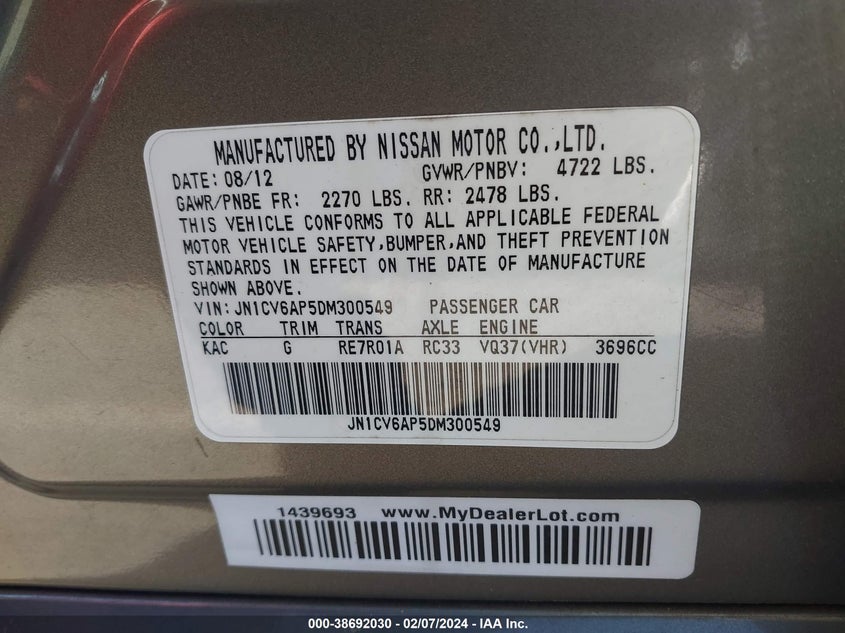 MANUFACTURED BY NISSAN MOTOR CO.,LTD.
DATE: 08/12 GVWR/PNBV: 4722 LBS.
GAWR/PNBE FR: 2270 LBS. RR: 2478 LBS.
THIS VEHICLE CONFORMS TO ALL APPLICABLE FEDERAL
MOTOR VEHICLE SAFETY,BUMPER,AND THEFT PREVENTION
STANDARDS IN EFFECT ON THE DATE OF MANUFACTURE
SHOWN ABOVE.
VIN: JN1CV6AP5DM300549 PASSENGER CAR
COLOR TRIM TRANS AXLE ENGINE
KAC G RE7R01A RC33 VQ37(VHR) 3696CC
JN1CV6AP5DM300549
1439693 www.MyDealerLot.com
000-38692030 - 02/07/2024 - IAA Inc.